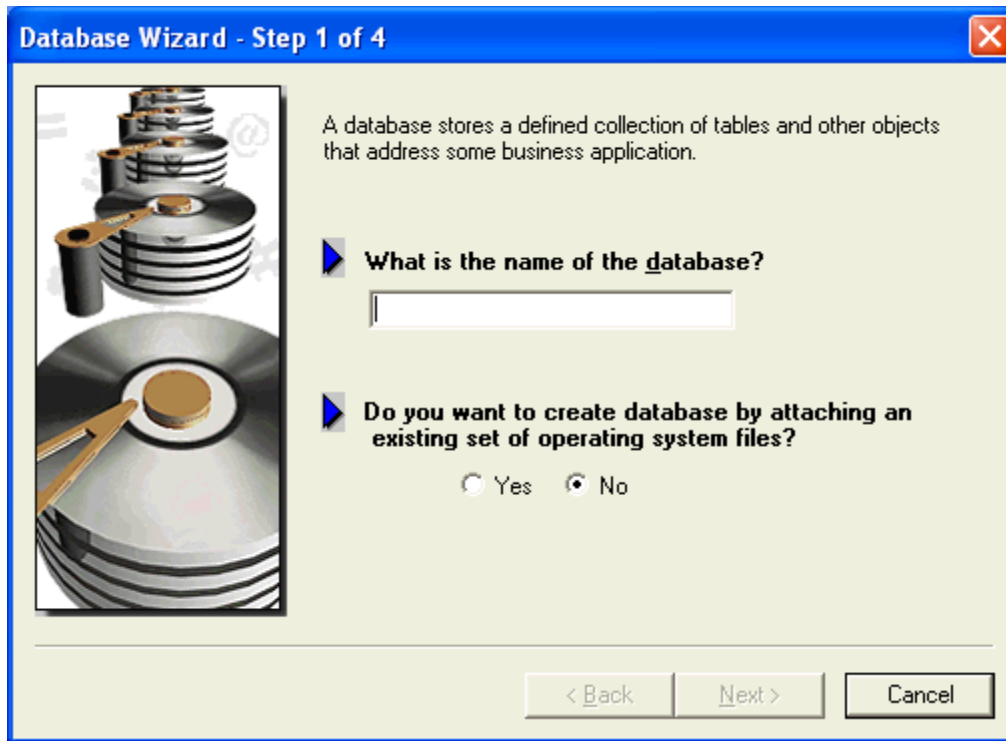 Database Wizard - Step 1 of 4
A database stores a defined collection of tables and other objects
that address some business application.
What is the name of the database?
Do you want to create database by attaching an
existing set of operating system files?
Yes No
< Back Next > Cancel